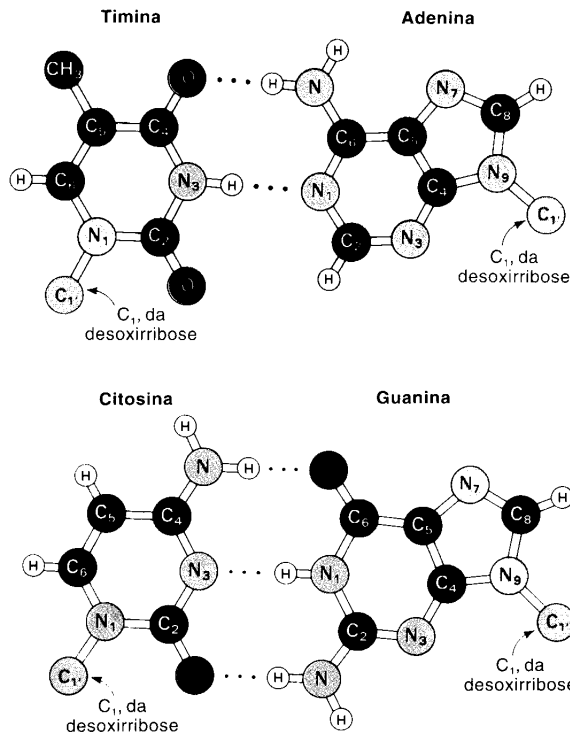 Timina
Adenina
CH₃
O
H
H
N
N₇
H
C₅
C₄
C₆
C₅
C₈
H
C₆
N₃
H
N₁
C₄
N₉
N₁
C₂
C₂
N₃
C₁'
C₁'
O
H
C₁, da
desoxirribose
C₁, da
desoxirribose
Citosina
Guanina
H
N
H
H
C₅
C₄
C₆
C₅
N₇
C₈
H
H
C₆
N₃
H
N₁
C₄
N₉
N₁
C₂
C₂
N₃
C₁'
C₁'
H
N
H
C₁, da
desoxirribose
C₁, da
desoxirribose